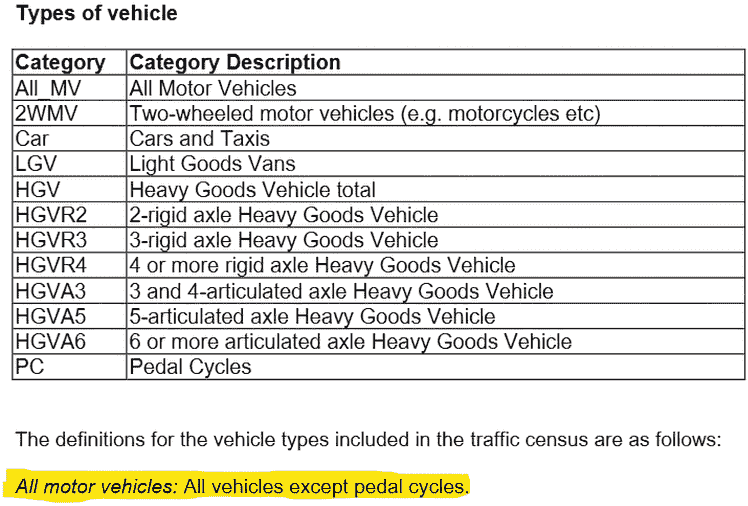 Types of vehicle
Category Category Description
All_MV All Motor Vehicles
2WMV Two-wheeled motor vehicles (e.g. motorcycles etc)
Car Cars and Taxis
LGV Light Goods Vans
HGV Heavy Goods Vehicle total
HGVR2 2-rigid axle Heavy Goods Vehicle
HGVR3 3-rigid axle Heavy Goods Vehicle
HGVR4 4 or more rigid axle Heavy Goods Vehicle
HGVA3 3 and 4-articulated axle Heavy Goods Vehicle
HGVA5 5-articulated axle Heavy Goods Vehicle
HGVA6 6 or more articulated axle Heavy Goods Vehicle
PC Pedal Cycles
The definitions for the vehicle types included in the traffic census are as follows:
All motor vehicles: All vehicles except pedal cycles.